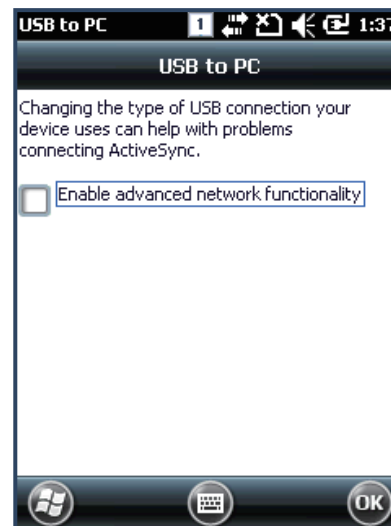 USB to PC 1 1:37
USB to PC
Changing the type of USB connection your
device uses can help with problems
connecting ActiveSync.
Enable advanced network functionality
OK